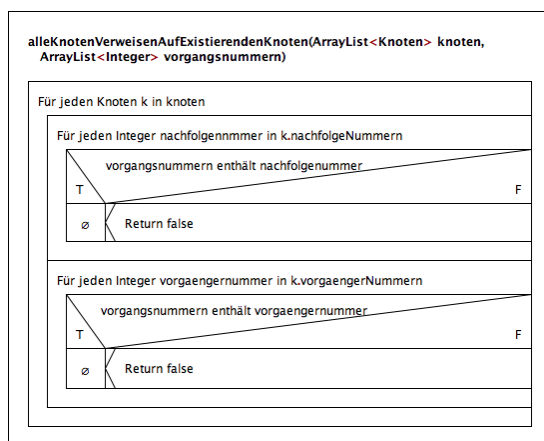 alleKnotenVerweisenAufExistierendenKnoten(ArrayList<Knoten> knoten,
ArrayList<Integer> vorgangsnummern)
Für jeden Knoten k in knoten
Für jeden Integer nachfolgennmmer in k.nachfolgeNummern
vorgangsnummern enthält nachfolgenummer
T F
∅ Return false
Für jeden Integer vorgaengernummer in k.vorgaengerNummern
vorgangsnummern enthält vorgaengernummer
T F
∅ Return false